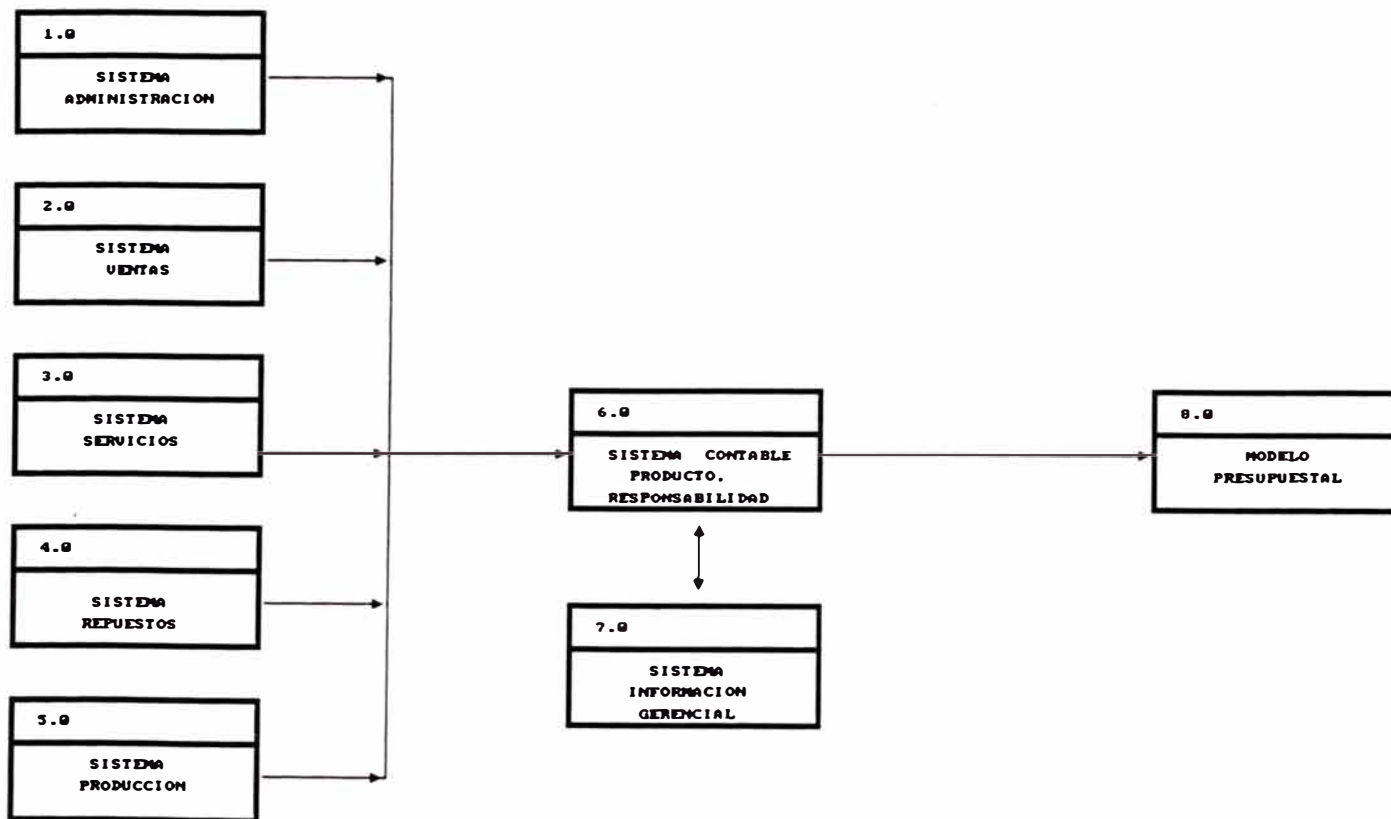 1.0
SISTEMA
ADMINISTRACION
2.0
SISTEMA
VENTAS
3.0
SISTEMA
SERVICIOS
4.0
SISTEMA
REPUESTOS
5.0
SISTEMA
PRODUCCION
6.0
SISTEMA CONTABLE
PRODUCTO.
RESPONSABILIDAD
7.0
SISTEMA
INFORMACION
GERENCIAL
8.0
MODELO
PRESUPUESTAL